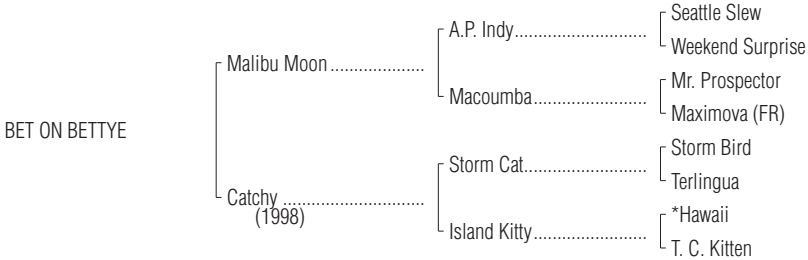 Seattle Slew
A.P. Indy..............................
Weekend Surprise
Malibu Moon .....................
Mr. Prospector
Macoumba..........................
Maximova (FR)
BET ON BETTYE
Storm Bird
Storm Cat............................
Terlingua
Catchy ................................
(1998)
*Hawaii
Island Kitty..........................
T. C. Kitten